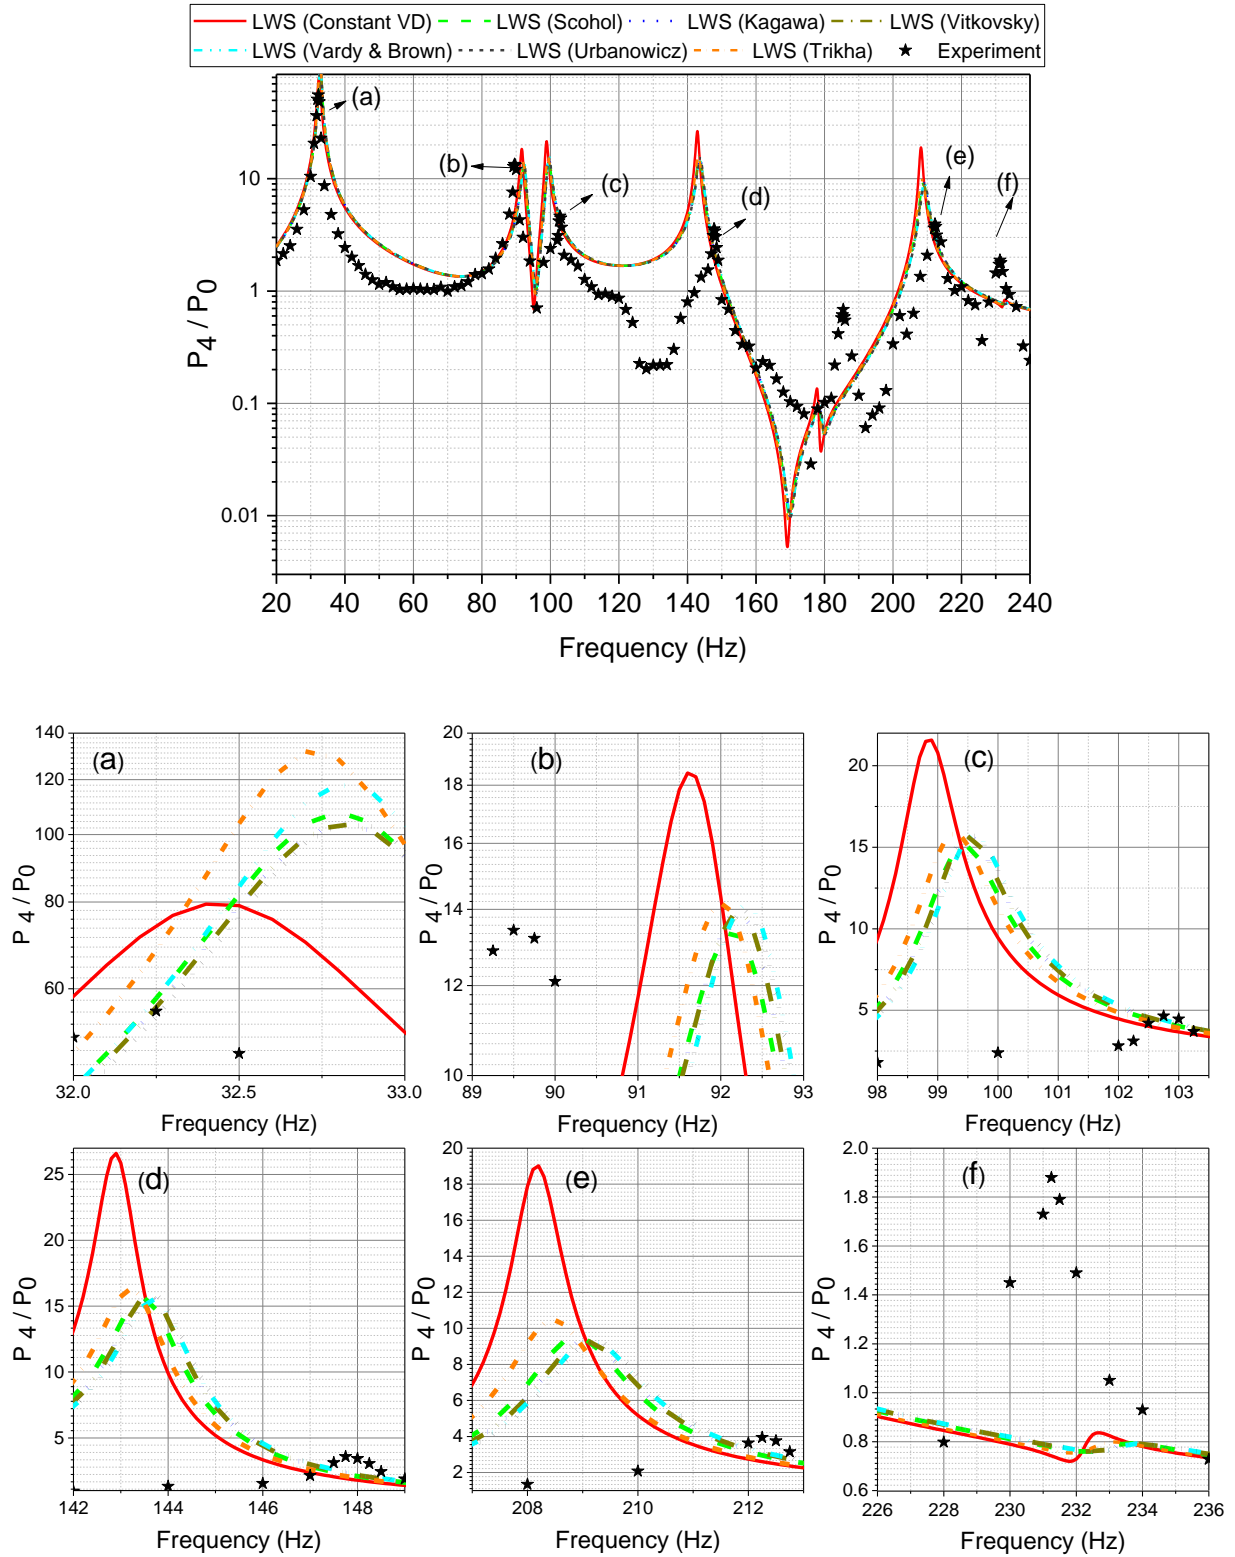 LWS (Constant VD) LWS (Scohol) LWS (Kagawa) LWS (Vitkovsky)
LWS (Vardy & Brown) LWS (Urbanowicz) LWS (Trikha) Experiment
(a)
(b)
(c)
(d)
(e)
(f)
10
1
0.1
0.01
P4 / P0
20 40 60 80 100 120 140 160 180 200 220 240
Frequency (Hz)
(a)
140
120
100
80
60
P 4 / P0
32.0 32.5 33.0
Frequency (Hz)
(b)
20
18
16
14
12
10
P 4 / P0
89 90 91 92 93
Frequency (Hz)
(c)
20
15
10
5
P 4 / P0
98 99 100 101 102 103
Frequency (Hz)
(d)
25
20
15
10
5
P 4 / P0
142 144 146 148
Frequency (Hz)
(e)
20
18
16
14
12
10
8
6
4
2
P 4 / P0
208 210 212
Frequency (Hz)
(f)
2.0
1.8
1.6
1.4
1.2
1.0
0.8
0.6
P 4 / P0
226 228 230 232 234 236
Frequency (Hz)